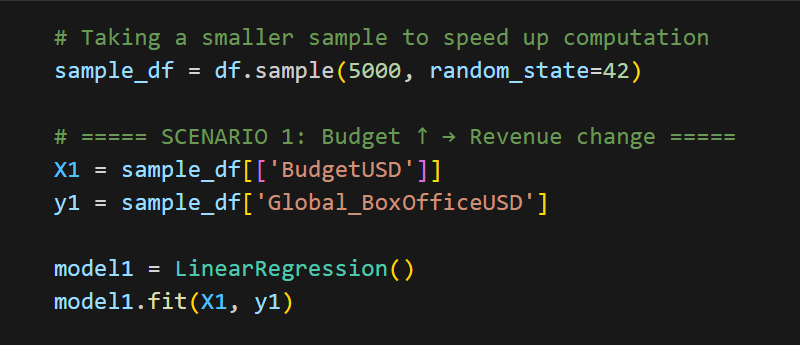 # Taking a smaller sample to speed up computation
sample_df = df.sample(5000, random_state=42)
# ===== SCENARIO 1: Budget ↑ → Revenue change =====
X1 = sample_df[['BudgetUSD']]
y1 = sample_df['Global_BoxOfficeUSD']
model1 = LinearRegression()
model1.fit(X1, y1)